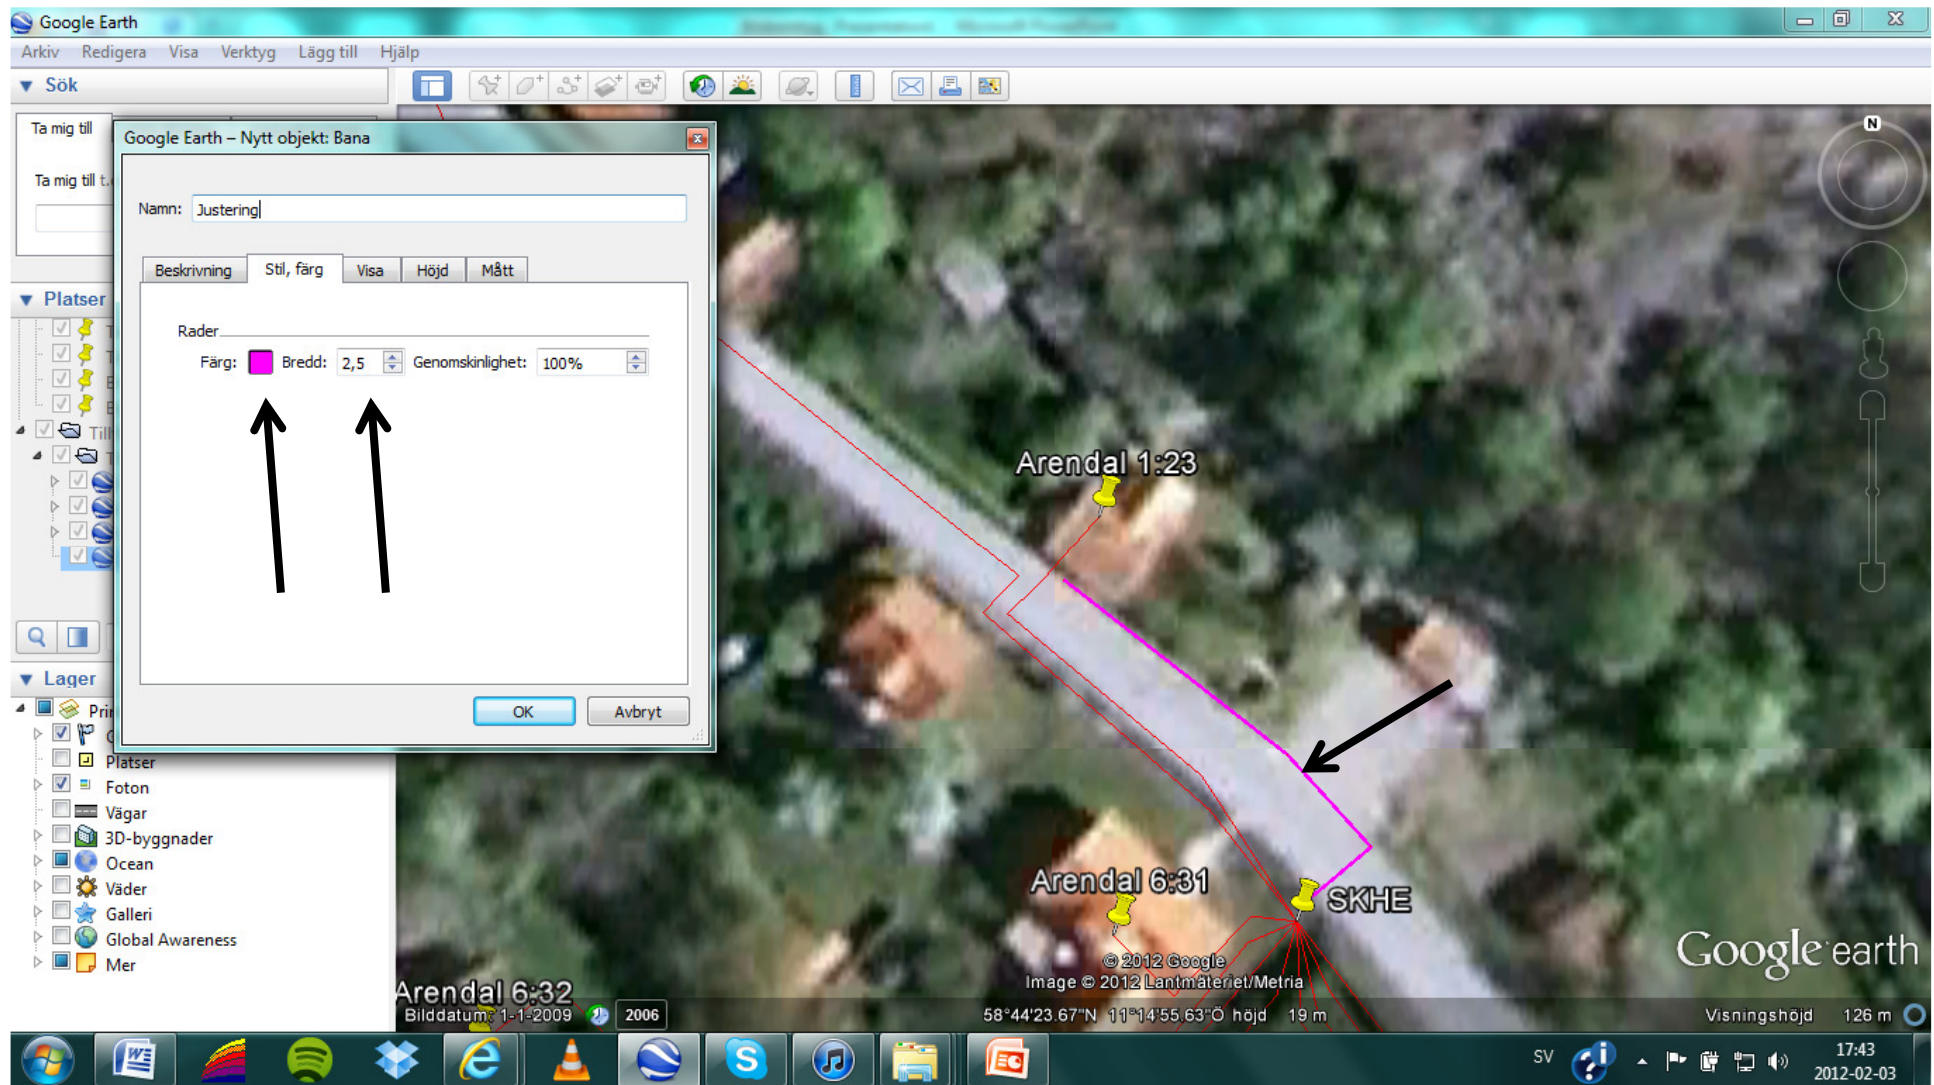 Google Earth
Arkiv Redigera Visa Verktyg Lägg till Hjälp
Sök
Ta mig till
Ta mig till
Google Earth – Nytt objekt: Bana
Namn: Justering
Beskrivning Stil, färg Visa Höjd Mått
Rader
Färg: Bredd: 2,5 Genomskinlighet: 100%
OK Avbryt
Platser
Lager
Platser
Foton
Vägar
3D-byggnader
Ocean
Väder
Galleri
Global Awareness
Mer
N
Arendal 1:23
Arendal 6:31
SKHE
Arendal 6:32
© 2012 Google
Image © 2012 Lantmäteriet/Metria
Google earth
Bilddatum: 1-1-2009 2006 58°44'23.67"N 11°14'55.63"Ö höjd 19 m Visningshöjd 126 m
SV 17:43
2012-02-03